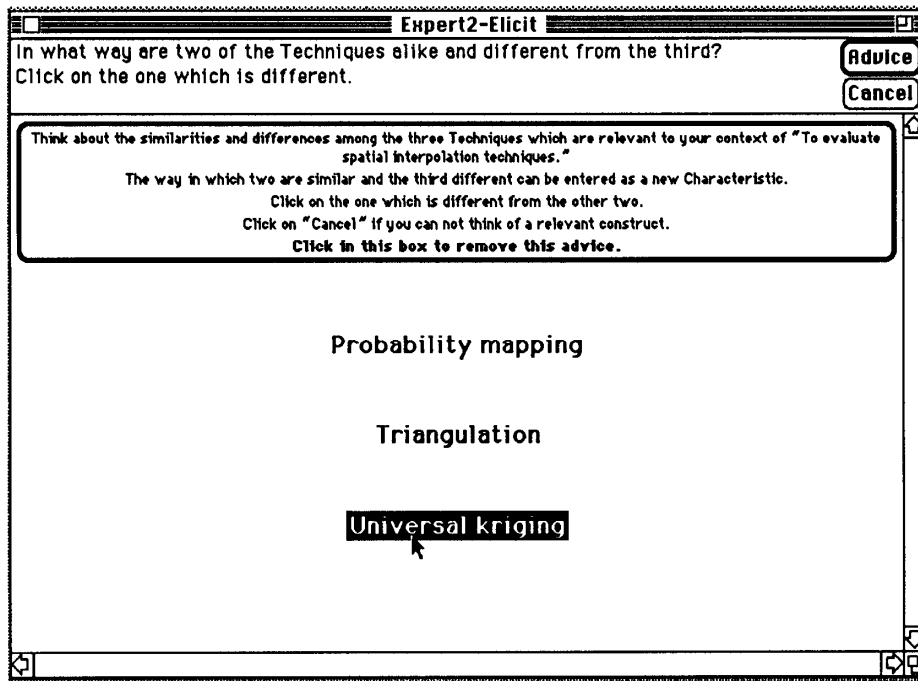 Expert2-Elicit
In what way are two of the Techniques alike and different from the third?
Click on the one which is different.
Advice
Cancel
Think about the similarities and differences among the three Techniques which are relevant to your context of "To evaluate
spatial interpolation techniques."
The way in which two are similar and the third different can be entered as a new Characteristic.
Click on the one which is different from the other two.
Click on "Cancel" if you can not think of a relevant construct.
Click in this box to remove this advice.
Probability mapping
Triangulation
Universal kriging